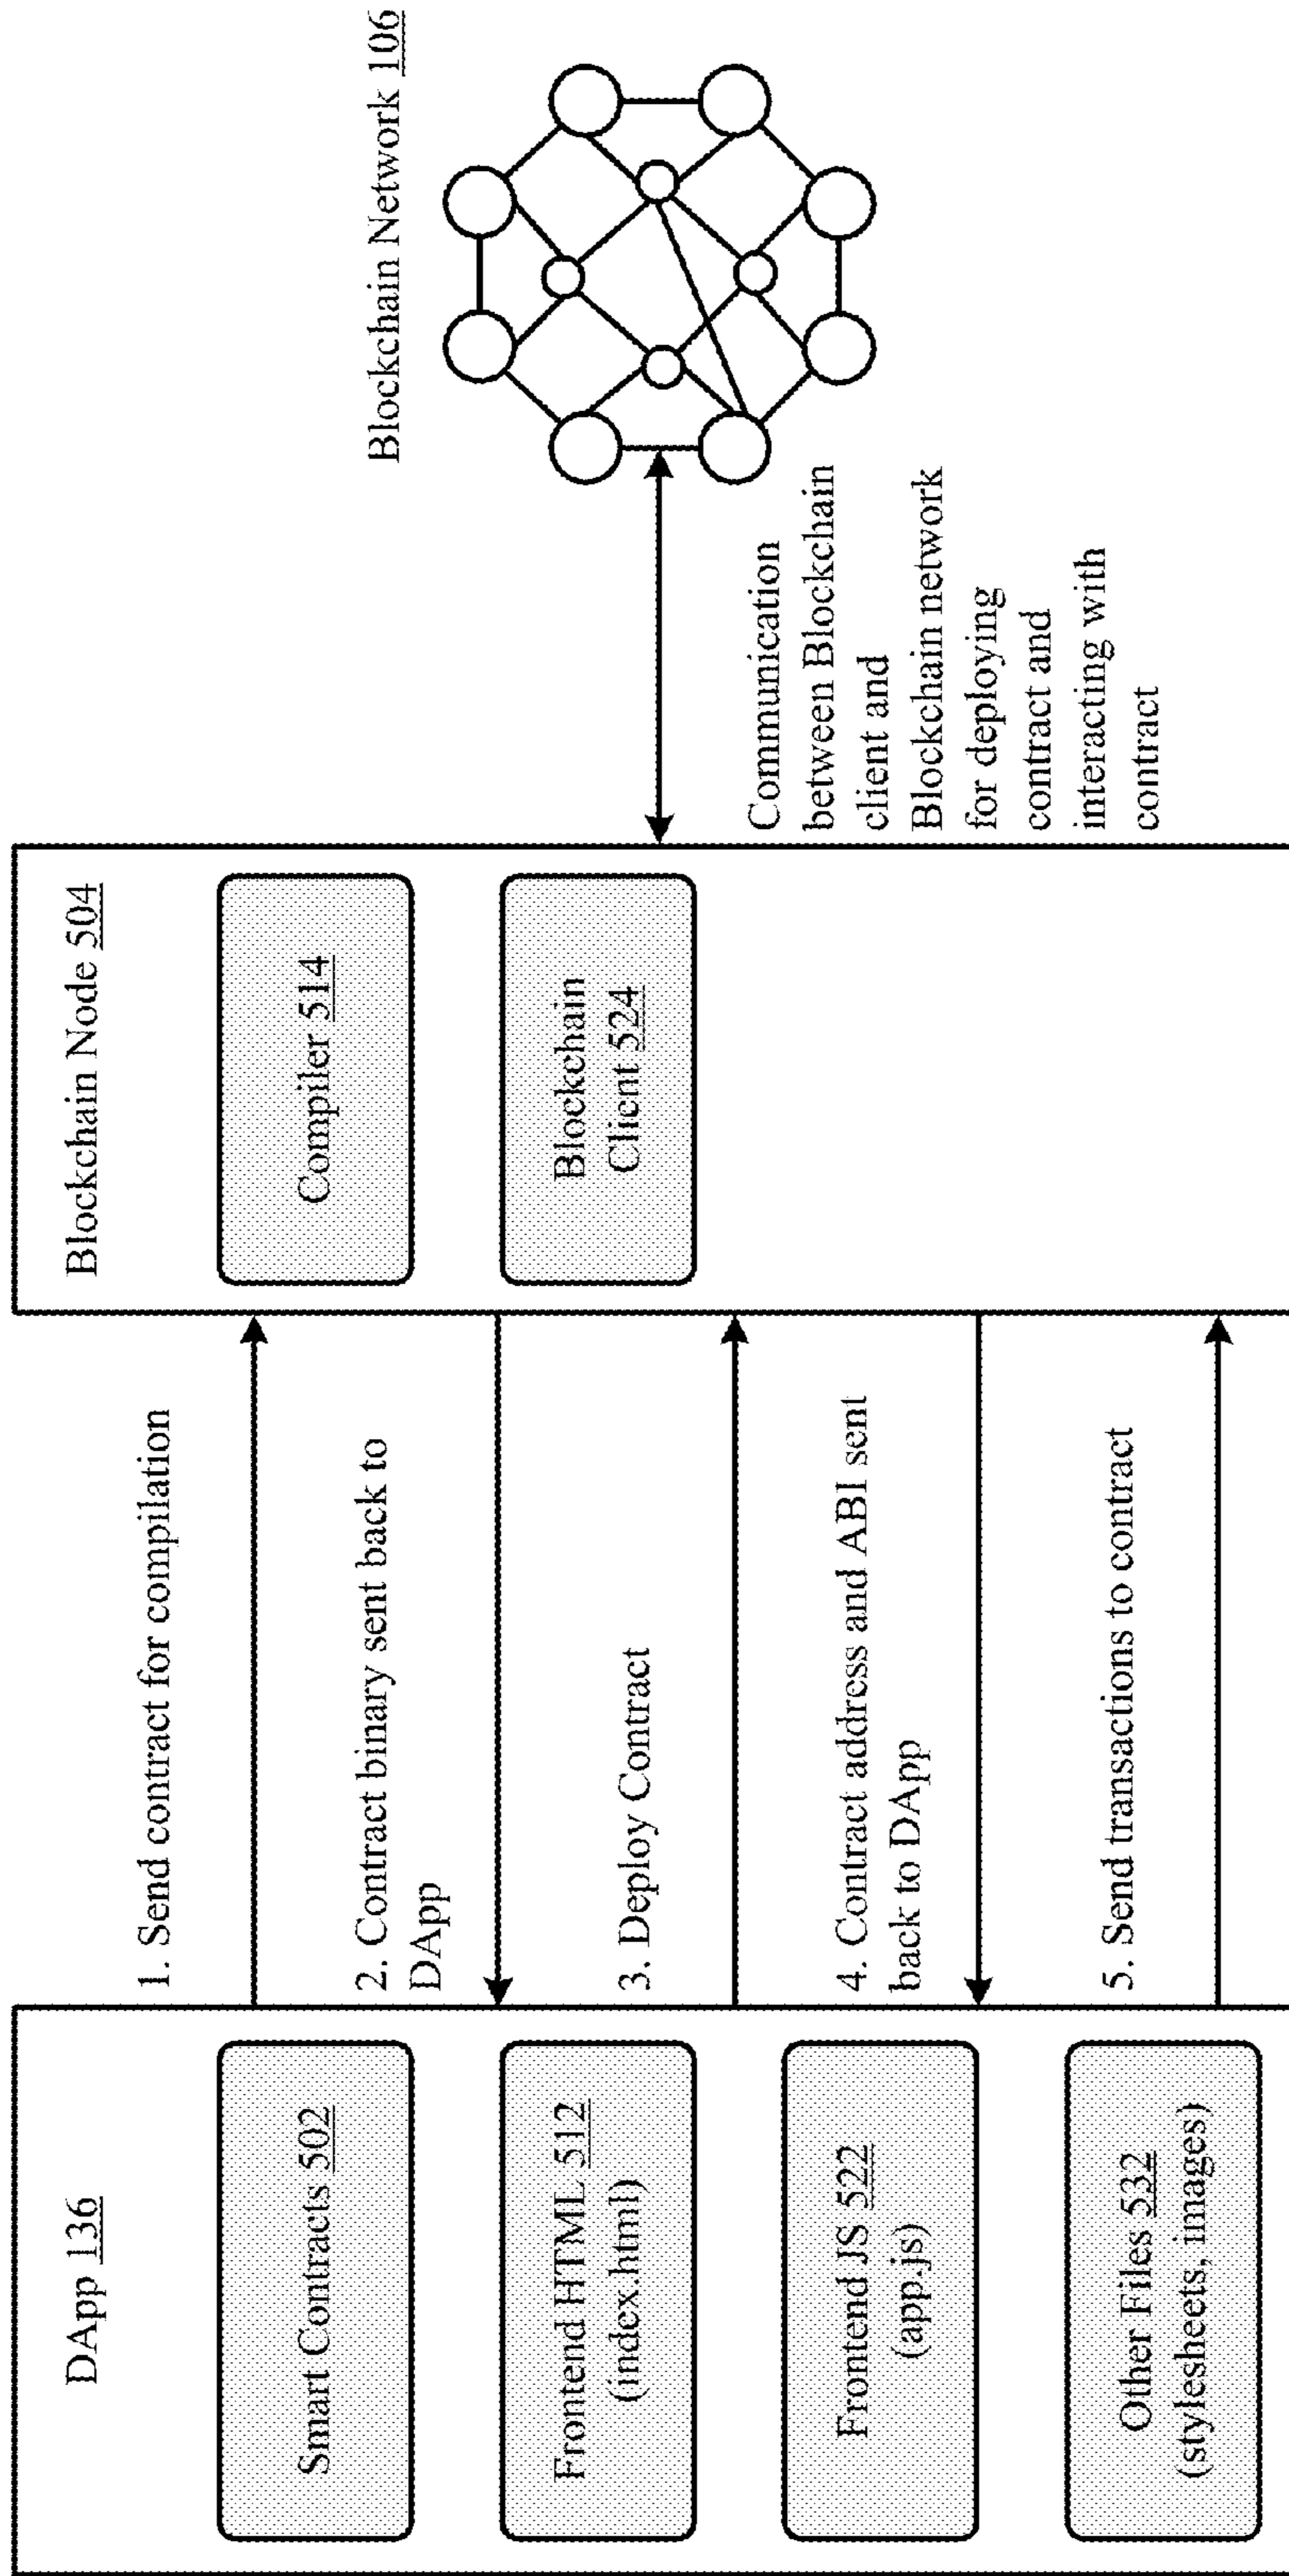 DApp 136
Smart Contracts 502
Frontend HTML 512
(index.html)
Frontend JS 522
(app.js)
Other Files 532
(stylesheets, images)
1. Send contract for compilation
2. Contract binary sent back to
DApp
3. Deploy Contract
4. Contract address and ABI sent
back to DApp
5. Send transactions to contract
Blockchain Node 504
Compiler 514
Blockchain
Client 524
Blockchain Network 106
Communication
between Blockchain
client and
Blockchain network
for deploying
contract and
interacting with
contract